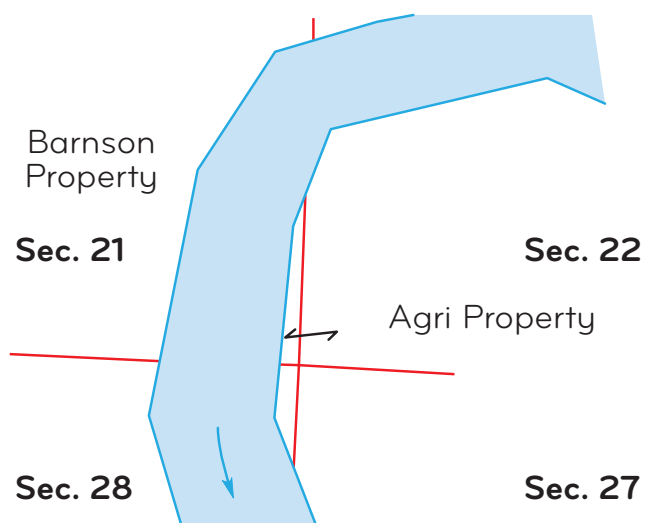 Barnson
Property
Sec. 21
Sec. 22
Agri Property
Sec. 28
Sec. 27